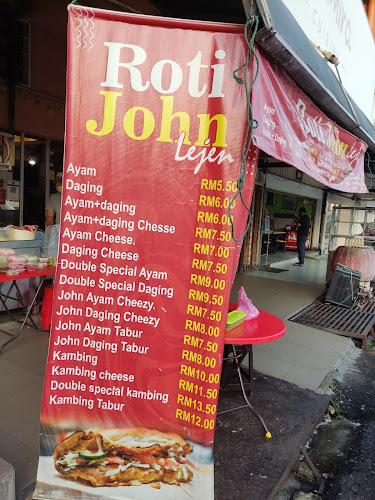 Roti
John
Lejen
Ayam RM5.50
Daging RM6.00
Ayam+daging RM6.00
Ayam+daging Chesse RM7.50
Ayam Cheese. RM7.00
Daging Cheese RM7.50
Double Special Ayam RM9.00
Double Special Daging RM9.50
John Ayam Cheezy. RM7.50
John Daging Cheezy RM8.00
John Ayam Tabur RM7.50
John Daging Tabur RM8.00
Kambing RM10.00
Kambing cheese RM11.50
Double special kambing RM13.50
Kambing Tabur RM12.00
Roti John